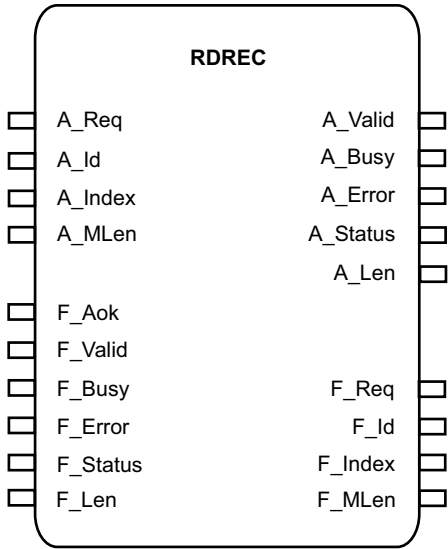 RDREC
A_Req
A_Valid
A_Id
A_Busy
A_Index
A_Error
A_MLen
A_Status
A_Len
F_Aok
F_Valid
F_Busy
F_Req
F_Error
F_Id
F_Status
F_Index
F_Len
F_MLen